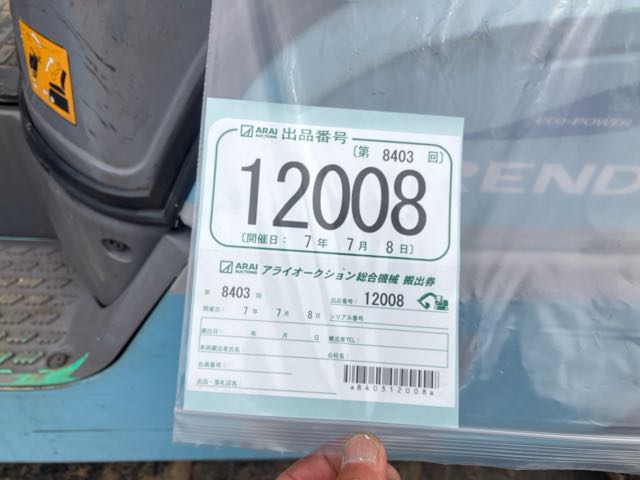 ECO-POWER
REND
ARAI AUCTIONS 出品番号
〔第 8403 回〕
12008
〔開催日： 7 年 7 月 8 日〕
ARAI AUCTIONS アライオークション総合機械 搬出券
第 8403 回 出品番号： 12008
開催日： 7 年 7 月 8 日 シリアル番号
搬出日： 年 月 日 搬出者TEL：
車両搬出者氏名： 会社名：
会員番号：
出品・落札店名：
a840312008a